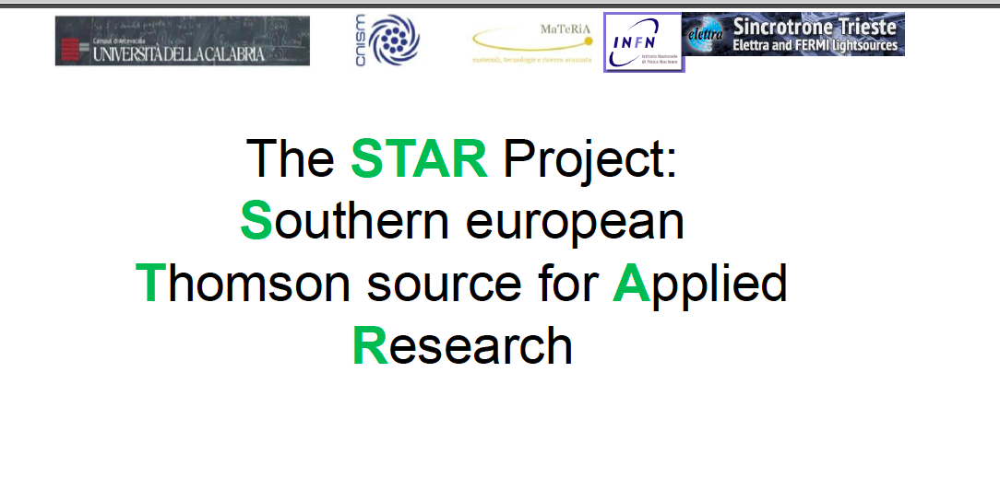 Campus di Arcavacata
UNIVERSITÀ DELLA CALABRIA
cnism
MaTeRiA
materiali, tecnologie e ricerca avanzata
INFN
Istituto Nazionale
di Fisica Nucleare
elettra
Sincrotrone Trieste
Elettra and FERMI lightsources
The STAR Project:
Southern european
Thomson source for Applied
Research